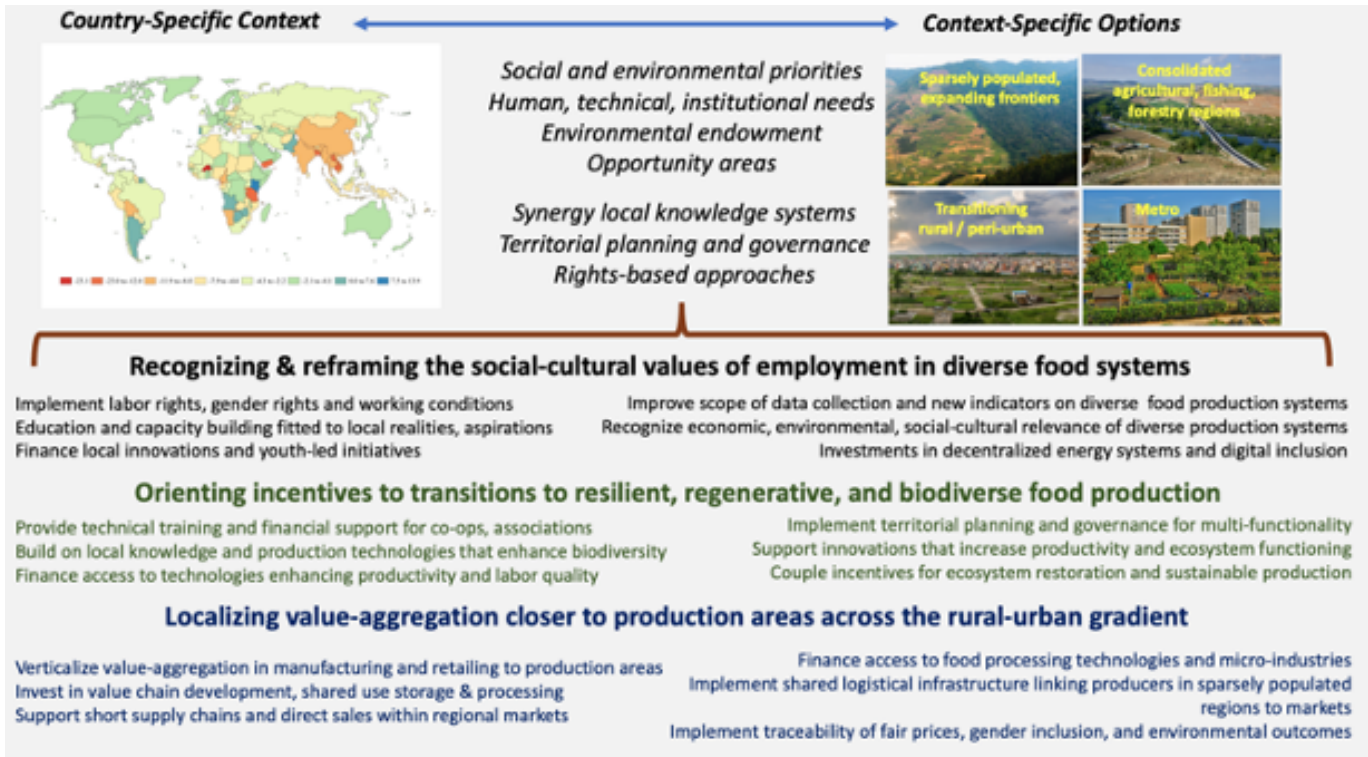 Country-Specific Context
Context-Specific Options
Social and environmental priorities
Human, technical, institutional needs
Environmental endowment
Opportunity areas
Synergy local knowledge systems
Territorial planning and governance
Rights-based approaches
Sparsely populated,
expanding frontiers
Consolidated
agricultural, fishing,
forestry regions
Transitioning
rural / peri-urban
Metro
Recognizing & reframing the social-cultural values of employment in diverse food systems
Implement labor rights, gender rights and working conditions
Education and capacity building fitted to local realities, aspirations
Finance local innovations and youth-led initiatives
Improve scope of data collection and new indicators on diverse food production systems
Recognize economic, environmental, social-cultural relevance of diverse production systems
Investments in decentralized energy systems and digital inclusion
Orienting incentives to transitions to resilient, regenerative, and biodiverse food production
Provide technical training and financial support for co-ops, associations
Build on local knowledge and production technologies that enhance biodiversity
Finance access to technologies enhancing productivity and labor quality
Implement territorial planning and governance for multi-functionality
Support innovations that increase productivity and ecosystem functioning
Couple incentives for ecosystem restoration and sustainable production
Localizing value-aggregation closer to production areas across the rural-urban gradient
Verticalize value-aggregation in manufacturing and retailing to production areas
Invest in value chain development, shared use storage & processing
Support short supply chains and direct sales within regional markets
Finance access to food processing technologies and micro-industries
Implement shared logistical infrastructure linking producers in sparsely populated
regions to markets
Implement traceability of fair prices, gender inclusion, and environmental outcomes